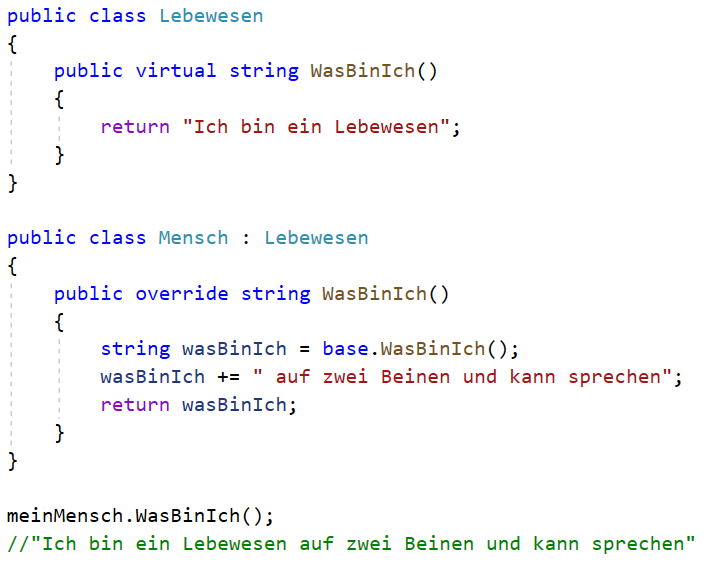 public class Lebewesen
{
    public virtual string WasBinIch()
    {
        return "Ich bin ein Lebewesen";
    }
}

public class Mensch : Lebewesen
{
    public override string WasBinIch()
    {
        string wasBinIch = base.WasBinIch();
        wasBinIch += " auf zwei Beinen und kann sprechen";
        return wasBinIch;
    }
}

meinMensch.WasBinIch();
//"Ich bin ein Lebewesen auf zwei Beinen und kann sprechen"